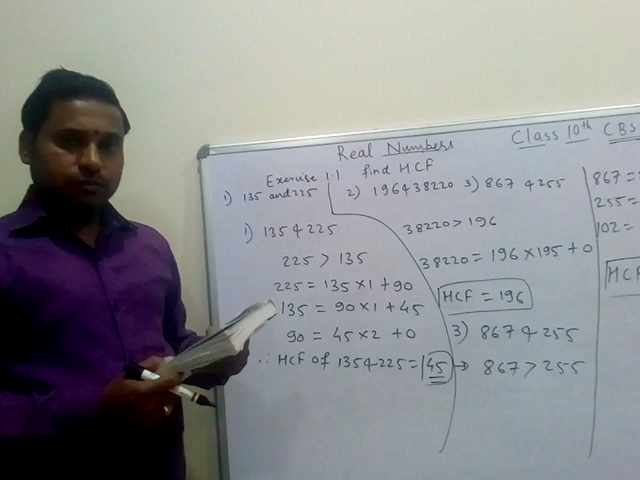 Real Numbers
Class 10th CBS
Exercise 1.1 find HCF
1) 135 and 225 2) 196 & 38220 3) 867 & 255
1) 135 & 225
225 > 135
225 = 135 × 1 + 90
135 = 90 × 1 + 45
90 = 45 × 2 + 0
∴ HCF of 135 & 225 = 45
38220 > 196
38220 = 196 × 195 + 0
HCF = 196
3) 867 & 255
→ 867 > 255
867 =
255 =
102 =
HCF